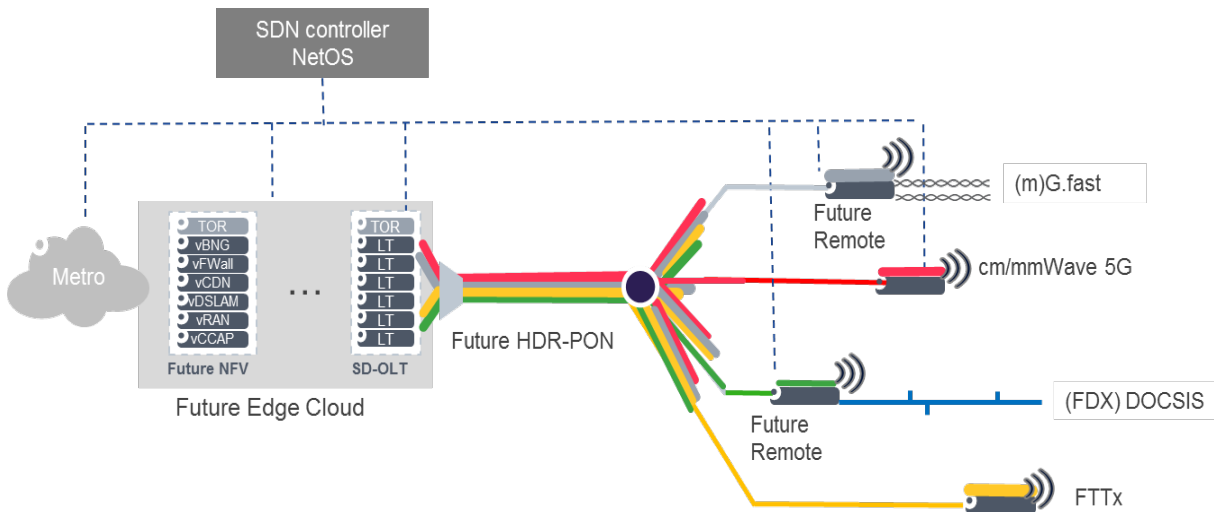 SDN controller
NetOS
Metro
TOR
vBNG
vFWall
vCDN
vDSLAM
vRAN
vCCAP
Future NFV
...
TOR
LT
LT
LT
LT
LT
LT
SD-OLT
Future Edge Cloud
Future HDR-PON
Future
Remote
(m)G.fast
cm/mmWave 5G
Future
Remote
(FDX) DOCSIS
FTTx